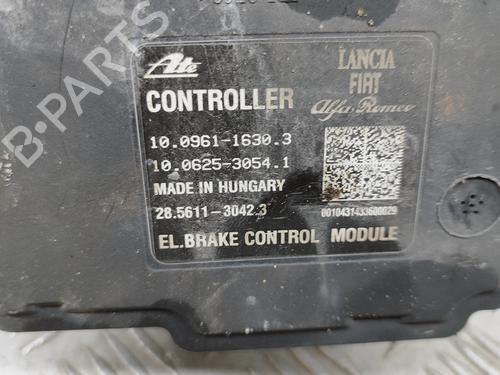 Ate
LANCIA
FIAT
Alfa Romeo
CONTROLLER
10.0961-1630.3
10.0625-3054.1
MADE IN HUNGARY
28.5611-3042.3
0010431433600029
EL.BRAKE CONTROL MODULE